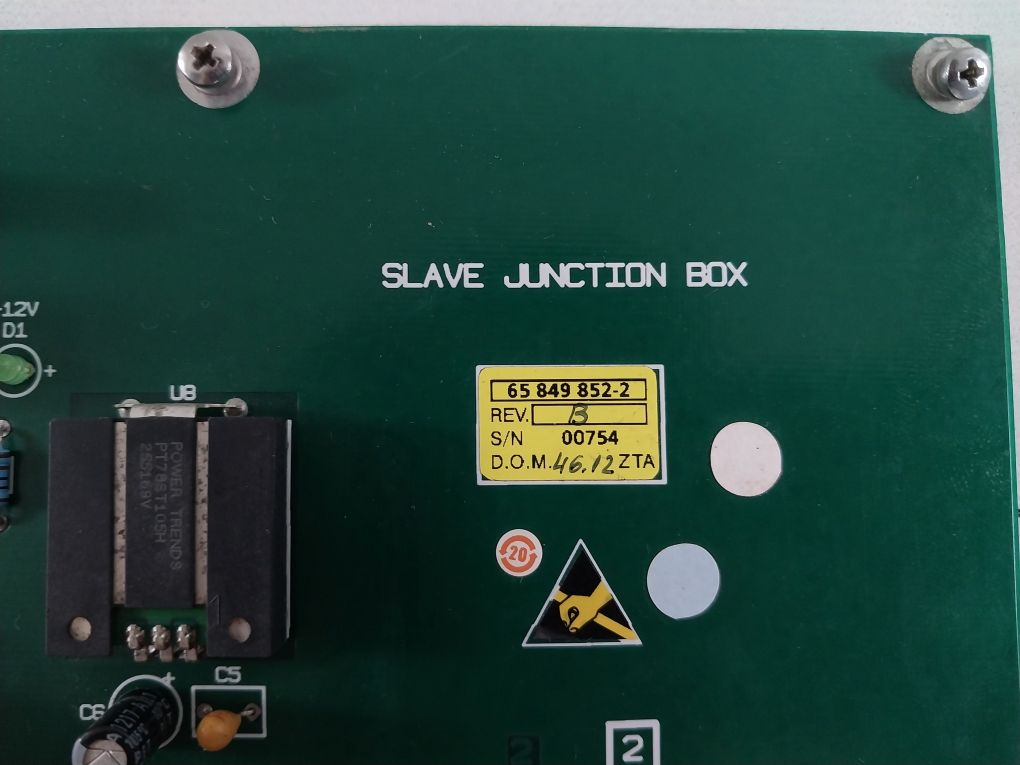 SLAVE JUNCTION BOX
-12V
D1
+
U8
POWER TRENDS
PT78ST105H
65 849 852-2
REV. B
S/N 00754
D.O.M. 46.12 ZTA
20
+
C5
C6
2